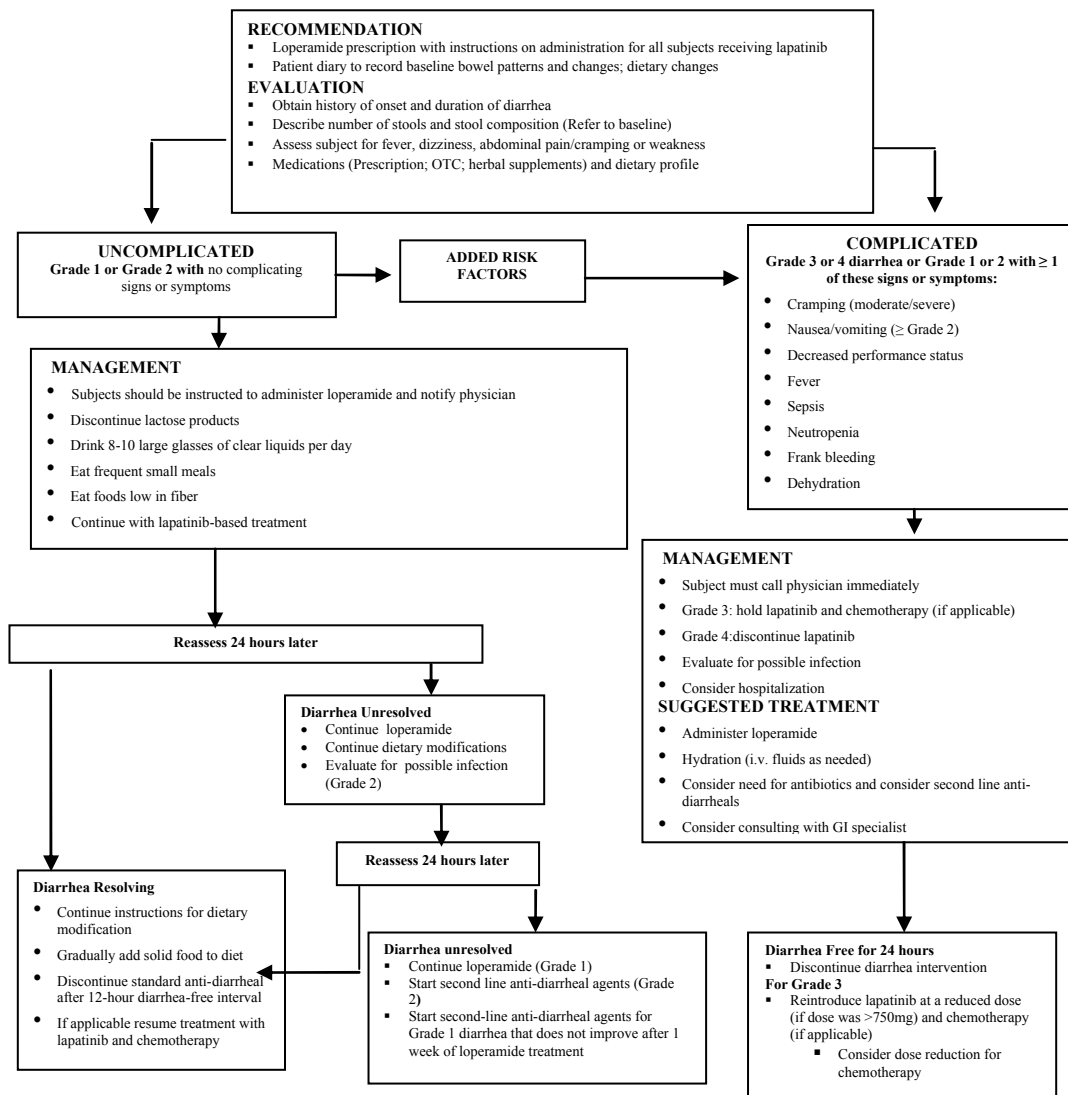 RECOMMENDATION
▪ Loperamide prescription with instructions on administration for all subjects receiving lapatinib
▪ Patient diary to record baseline bowel patterns and changes; dietary changes
EVALUATION
▪ Obtain history of onset and duration of diarrhea
▪ Describe number of stools and stool composition (Refer to baseline)
▪ Assess subject for fever, dizziness, abdominal pain/cramping or weakness
▪ Medications (Prescription; OTC; herbal supplements) and dietary profile
UNCOMPLICATED
Grade 1 or Grade 2 with no complicating
signs or symptoms
ADDED RISK
FACTORS
COMPLICATED
Grade 3 or 4 diarrhea or Grade 1 or 2 with ≥ 1
of these signs or symptoms:
• Cramping (moderate/severe)
• Nausea/vomiting (≥ Grade 2)
• Decreased performance status
• Fever
• Sepsis
• Neutropenia
• Frank bleeding
• Dehydration
MANAGEMENT
• Subjects should be instructed to administer loperamide and notify physician
• Discontinue lactose products
• Drink 8-10 large glasses of clear liquids per day
• Eat frequent small meals
• Eat foods low in fiber
• Continue with lapatinib-based treatment
MANAGEMENT
• Subject must call physician immediately
• Grade 3: hold lapatinib and chemotherapy (if applicable)
• Grade 4:discontinue lapatinib
• Evaluate for possible infection
• Consider hospitalization
SUGGESTED TREATMENT
• Administer loperamide
• Hydration (i.v. fluids as needed)
• Consider need for antibiotics and consider second line anti-
diarrheals
• Consider consulting with GI specialist
Reassess 24 hours later
Diarrhea Unresolved
• Continue loperamide
• Continue dietary modifications
• Evaluate for possible infection
(Grade 2)
Reassess 24 hours later
Diarrhea Resolving
• Continue instructions for dietary
modification
• Gradually add solid food to diet
• Discontinue standard anti-diarrheal
after 12-hour diarrhea-free interval
• If applicable resume treatment with
lapatinib and chemotherapy
Diarrhea unresolved
▪ Continue loperamide (Grade 1)
▪ Start second line anti-diarrheal agents (Grade
2)
▪ Start second-line anti-diarrheal agents for
Grade 1 diarrhea that does not improve after 1
week of loperamide treatment
Diarrhea Free for 24 hours
▪ Discontinue diarrhea intervention
For Grade 3
▪ Reintroduce lapatinib at a reduced dose
(if dose was >750mg) and chemotherapy
(if applicable)
▪ Consider dose reduction for
chemotherapy